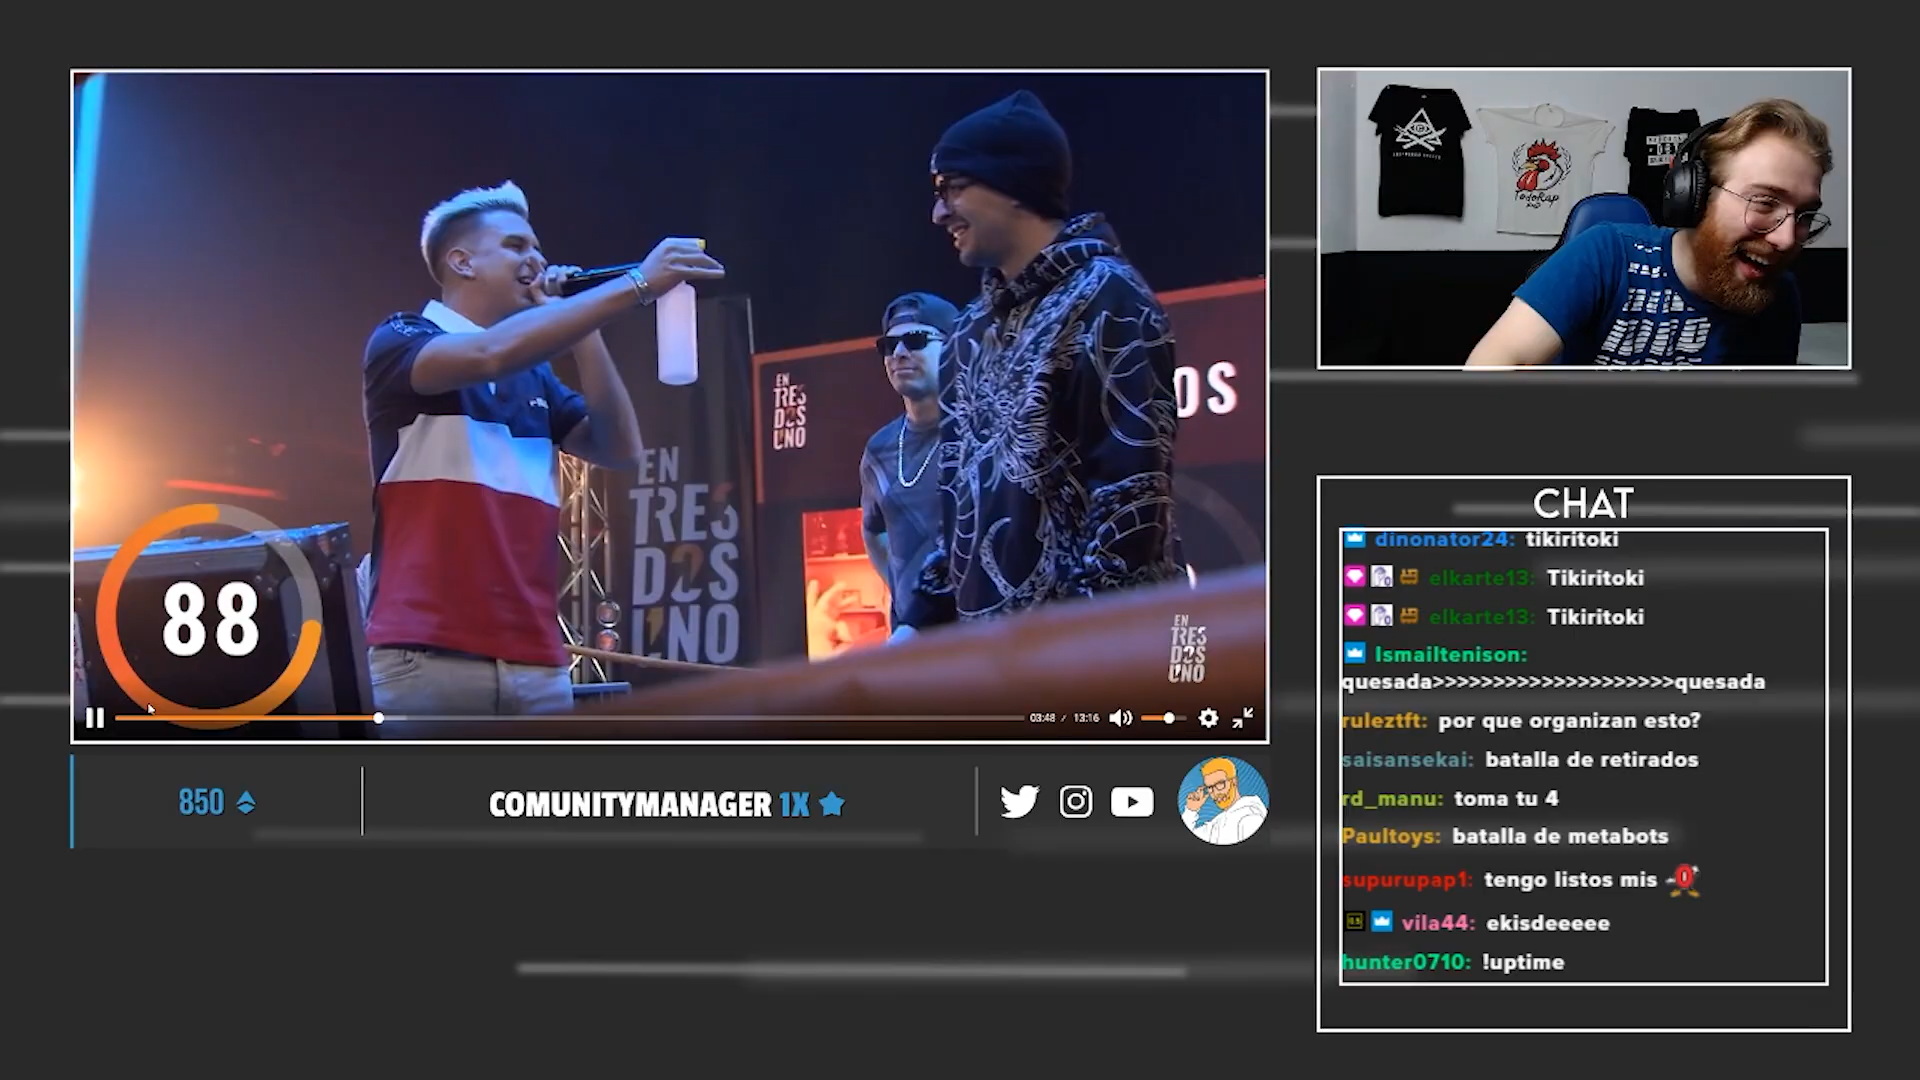 EN
TRES
DOS
UNO
OS
EN
TRES
DOS
UNO
88
EN
TRES
DOS
UNO
03:48 / 13:16
TodoRap
850
COMUNITYMANAGER 1X
CHAT
dinonator24: tikiritoki
elkarte13: Tikiritoki
elkarte13: Tikiritoki
Ismailtenison:
quesada>>>>>>>>>>>>>>>>>>>quesada
ruleztft: por que organizan esto?
saisansekai: batalla de retirados
rd_manu: toma tu 4
Paultoys: batalla de metabots
supurupap1: tengo listos mis
vila44: ekisdeeeee
hunter0710: !uptime